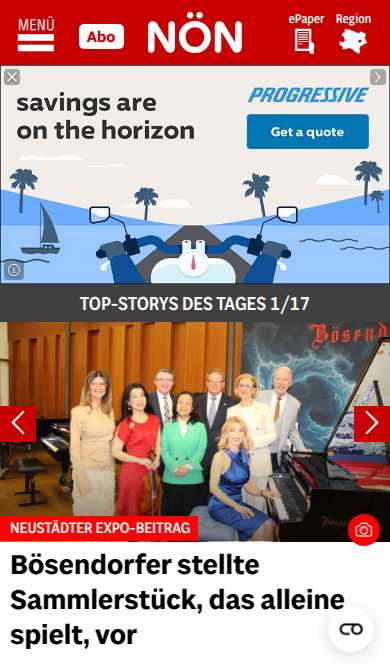 MENÜ
Abo
NÖN
ePaper
Region
savings are
on the horizon
PROGRESSIVE
Get a quote
TOP-STORYS DES TAGES 1/17
Bösend
NEUSTÄDTER EXPO-BEITRAG
Bösendorfer stellte
Sammlerstück, das alleine
spielt, vor